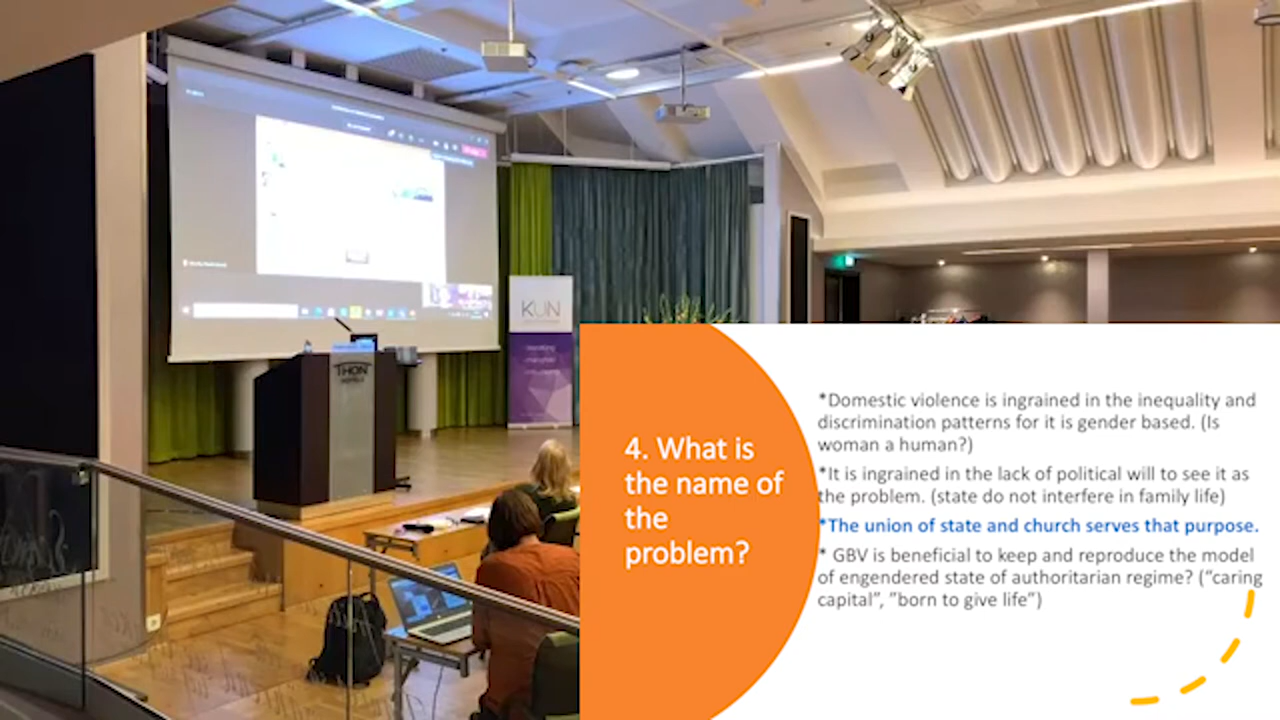 KUN
THON
HOTELS
4. What is
the name of
the
problem?
*Domestic violence is ingrained in the inequality and
discrimination patterns for it is gender based. (Is
woman a human?)
*It is ingrained in the lack of political will to see it as
the problem. (state do not interfere in family life)
*The union of state and church serves that purpose.
* GBV is beneficial to keep and reproduce the model
of engendered state of authoritarian regime? (“caring
capital”, ”born to give life”)